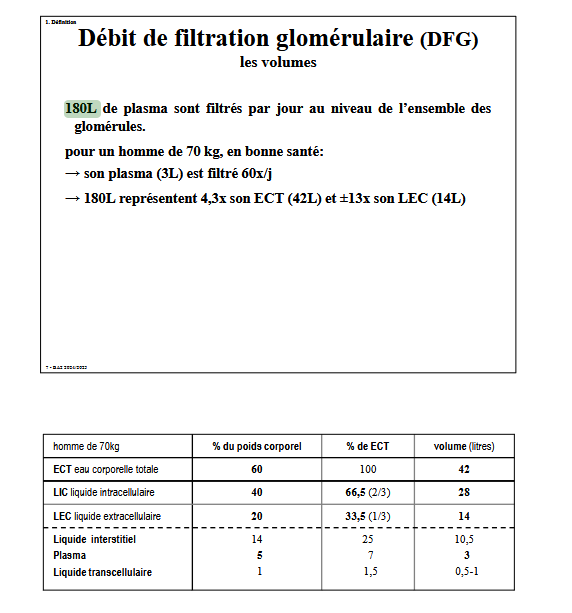 1. Définition
Débit de filtration glomérulaire (DFG)
les volumes
180L de plasma sont filtrés par jour au niveau de l’ensemble des
glomérules.
pour un homme de 70 kg, en bonne santé:
→ son plasma (3L) est filtré 60x/j
→ 180L représentent 4,3x son ECT (42L) et ±13x son LEC (14L)
homme de 70kg % du poids corporel % de ECT volume (litres)
ECT eau corporelle totale 60 100 42
LIC liquide intracellulaire 40 66,5 (2/3) 28
LEC liquide extracellulaire 20 33,5 (1/3) 14
Liquide interstitiel 14 25 10,5
Plasma 5 7 3
Liquide transcellulaire 1 1,5 0,5-1